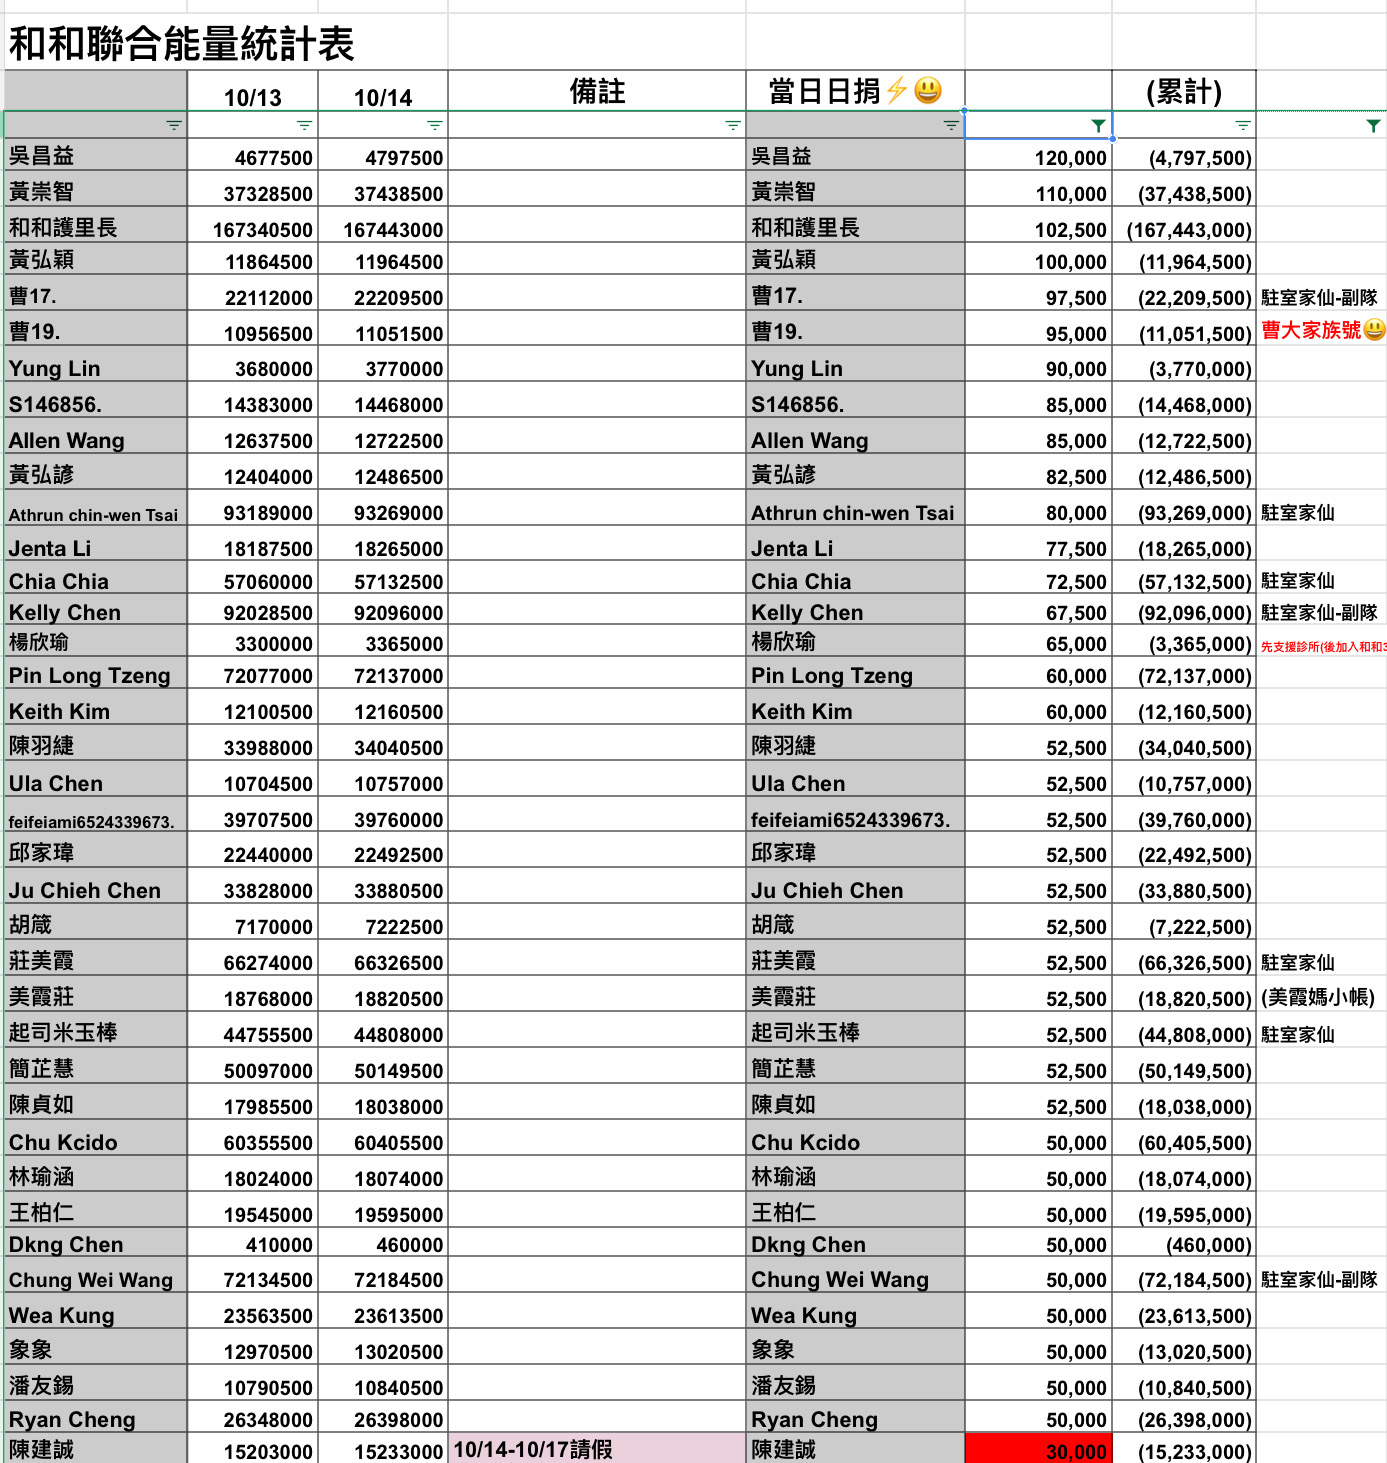 和和聯合能量統計表
10/13 10/14 備註 當日日捐⚡😃 (累計)
吳昌益 4677500 4797500 吳昌益 120,000 (4,797,500)
黃崇智 37328500 37438500 黃崇智 110,000 (37,438,500)
和和護里長 167340500 167443000 和和護里長 102,500 (167,443,000)
黃弘穎 11864500 11964500 黃弘穎 100,000 (11,964,500)
曹17. 22112000 22209500 曹17. 97,500 (22,209,500) 駐室家仙-副隊
曹19. 10956500 11051500 曹19. 95,000 (11,051,500) 曹大家族號😃
Yung Lin 3680000 3770000 Yung Lin 90,000 (3,770,000)
S146856. 14383000 14468000 S146856. 85,000 (14,468,000)
Allen Wang 12637500 12722500 Allen Wang 85,000 (12,722,500)
黃弘諺 12404000 12486500 黃弘諺 82,500 (12,486,500)
Athrun chin-wen Tsai 93189000 93269000 Athrun chin-wen Tsai 80,000 (93,269,000) 駐室家仙
Jenta Li 18187500 18265000 Jenta Li 77,500 (18,265,000)
Chia Chia 57060000 57132500 Chia Chia 72,500 (57,132,500) 駐室家仙
Kelly Chen 92028500 92096000 Kelly Chen 67,500 (92,096,000) 駐室家仙-副隊
楊欣瑜 3300000 3365000 楊欣瑜 65,000 (3,365,000) 先支援診所(後加入和和3
Pin Long Tzeng 72077000 72137000 Pin Long Tzeng 60,000 (72,137,000)
Keith Kim 12100500 12160500 Keith Kim 60,000 (12,160,500)
陳羽緁 33988000 34040500 陳羽緁 52,500 (34,040,500)
Ula Chen 10704500 10757000 Ula Chen 52,500 (10,757,000)
feifeiami6524339673. 39707500 39760000 feifeiami6524339673. 52,500 (39,760,000)
邱家瑋 22440000 22492500 邱家瑋 52,500 (22,492,500)
Ju Chieh Chen 33828000 33880500 Ju Chieh Chen 52,500 (33,880,500)
胡箴 7170000 7222500 胡箴 52,500 (7,222,500)
莊美霞 66274000 66326500 莊美霞 52,500 (66,326,500) 駐室家仙
美霞莊 18768000 18820500 美霞莊 52,500 (18,820,500) (美霞媽小帳)
起司米玉棒 44755500 44808000 起司米玉棒 52,500 (44,808,000) 駐室家仙
簡芷慧 50097000 50149500 簡芷慧 52,500 (50,149,500)
陳貞如 17985500 18038000 陳貞如 52,500 (18,038,000)
Chu Kcido 60355500 60405500 Chu Kcido 50,000 (60,405,500)
林瑜涵 18024000 18074000 林瑜涵 50,000 (18,074,000)
王柏仁 19545000 19595000 王柏仁 50,000 (19,595,000)
Dkng Chen 410000 460000 Dkng Chen 50,000 (460,000)
Chung Wei Wang 72134500 72184500 Chung Wei Wang 50,000 (72,184,500) 駐室家仙-副隊
Wea Kung 23563500 23613500 Wea Kung 50,000 (23,613,500)
象象 12970500 13020500 象象 50,000 (13,020,500)
潘友錫 10790500 10840500 潘友錫 50,000 (10,840,500)
Ryan Cheng 26348000 26398000 Ryan Cheng 50,000 (26,398,000)
陳建誠 15203000 15233000 10/14-10/17請假 陳建誠 30,000 (15,233,000)